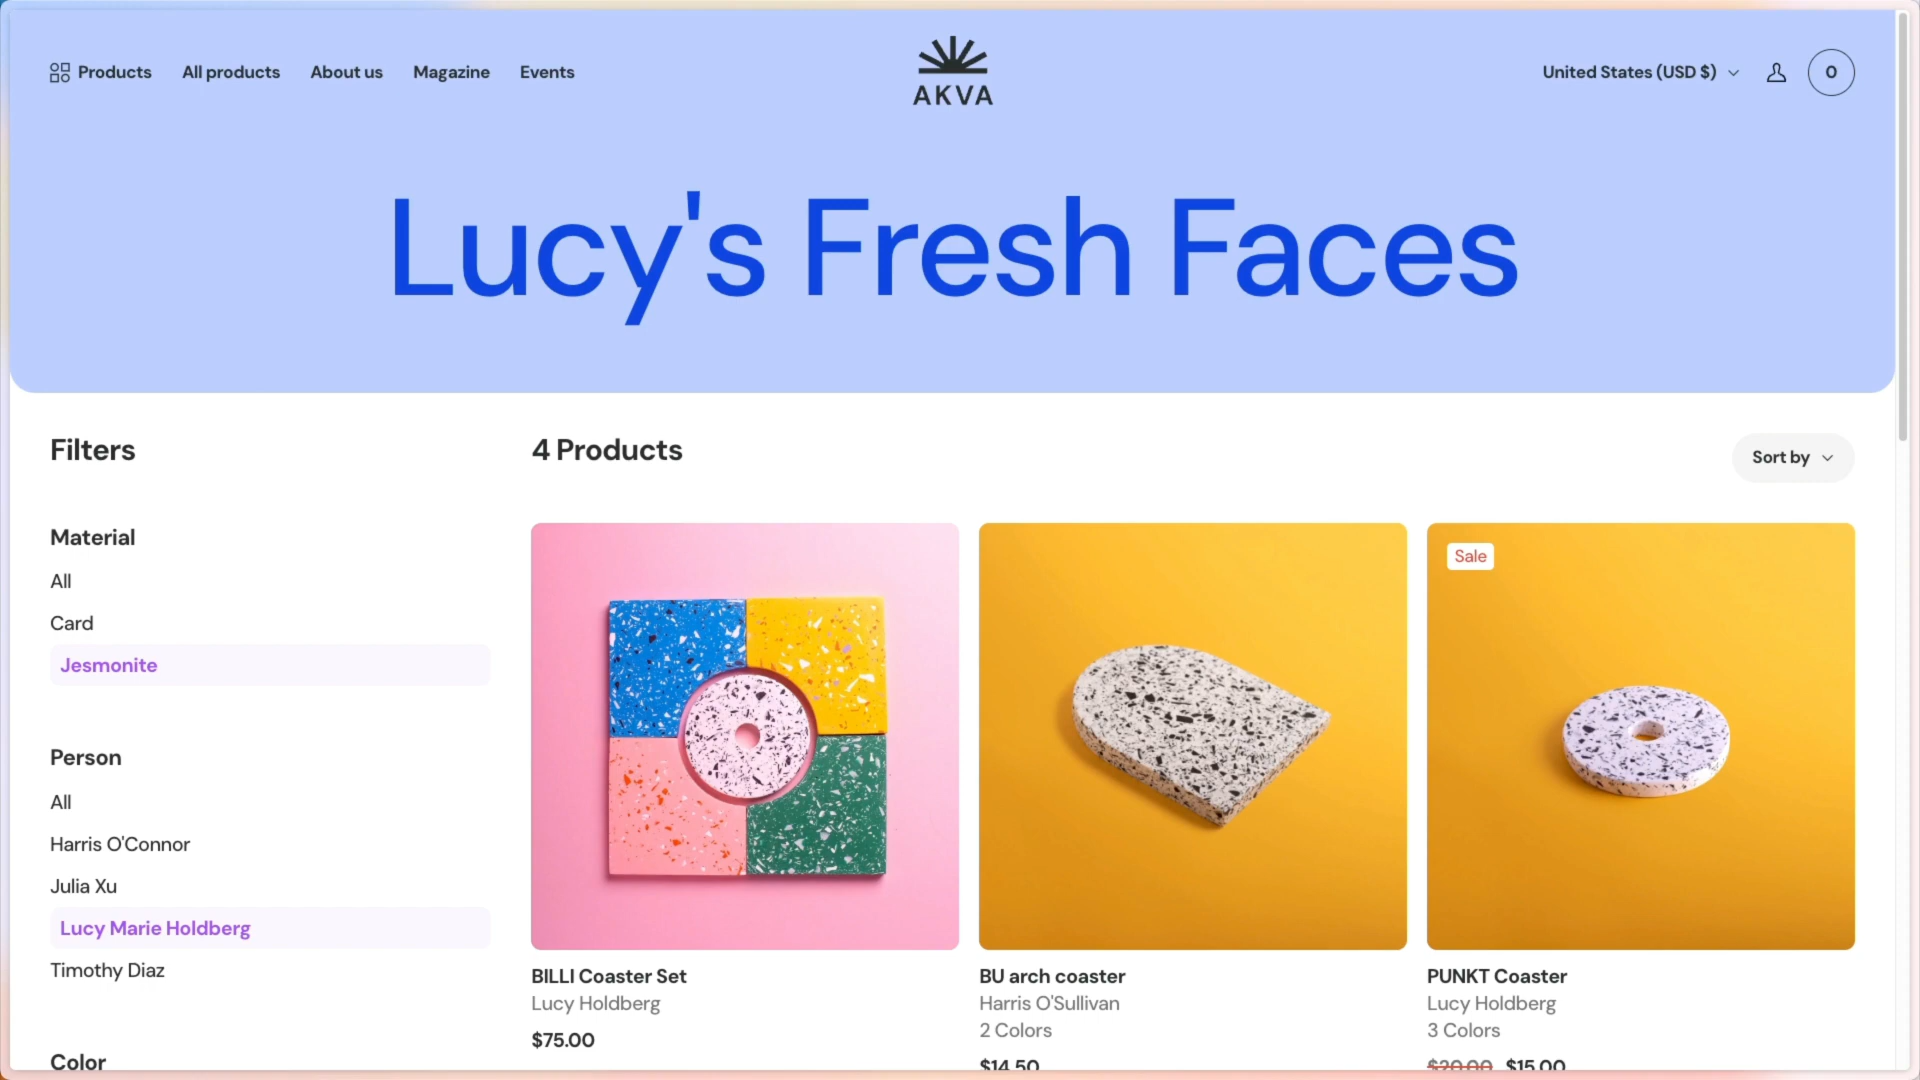 Products All products About us Magazine Events
AKVA
United States (USD $) 0
Lucy's Fresh Faces
Filters
4 Products
Sort by
Material
All
Card
Jesmonite
Person
All
Harris O'Connor
Julia Xu
Lucy Marie Holdberg
Timothy Diaz
Color
BILLI Coaster Set
Lucy Holdberg
$75.00
BU arch coaster
Harris O'Sullivan
2 Colors
$14.50
Sale
PUNKT Coaster
Lucy Holdberg
3 Colors
$20.00 $15.00